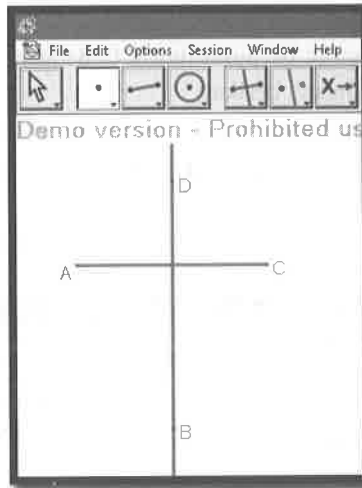 File Edit Options Session Window Help
X
Demo version - Prohibited us
D
A
C
B